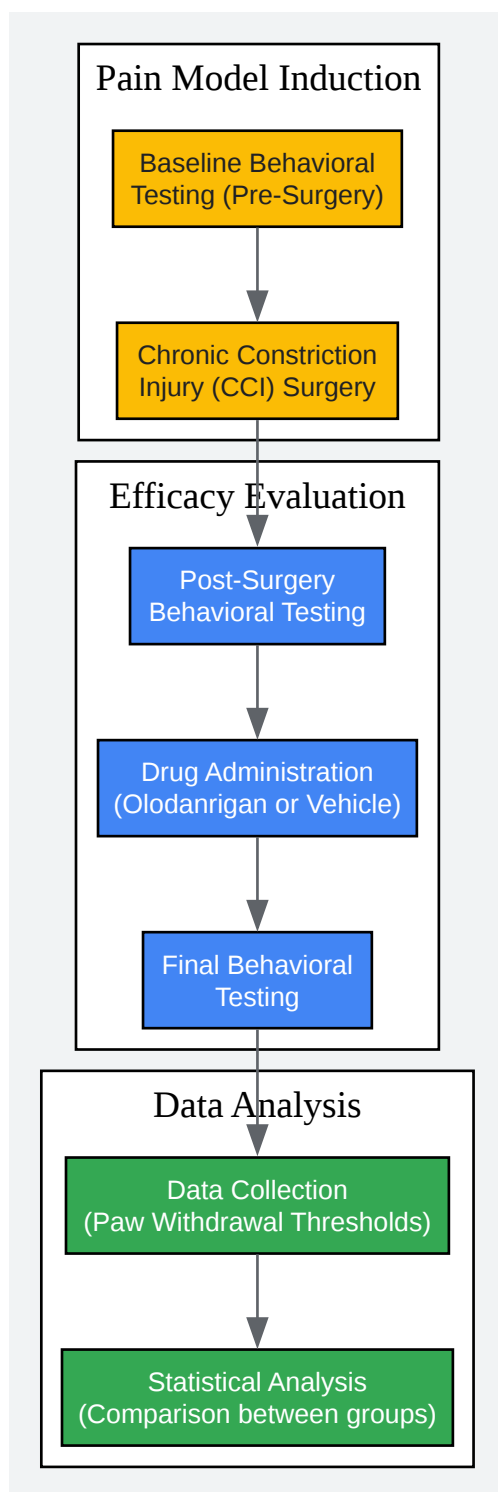 Pain Model Induction
Baseline Behavioral
Testing (Pre-Surgery)
Chronic Constriction
Injury (CCI) Surgery
Efficacy Evaluation
Post-Surgery
Behavioral Testing
Drug Administration
(Olodanrigan or Vehicle)
Final Behavioral
Testing
Data Analysis
Data Collection
(Paw Withdrawal Thresholds)
Statistical Analysis
(Comparison between groups)